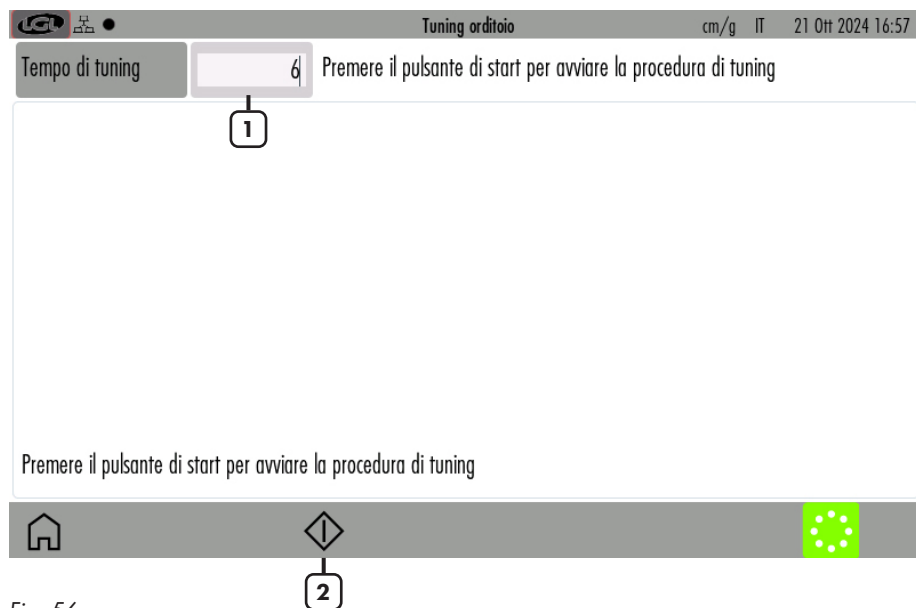 LGL Tuning orditoio cm/g IT 21 Ott 2024 16:57
Tempo di tuning 6 Premere il pulsante di start per avviare la procedura di tuning
1
Premere il pulsante di start per avviare la procedura di tuning
2